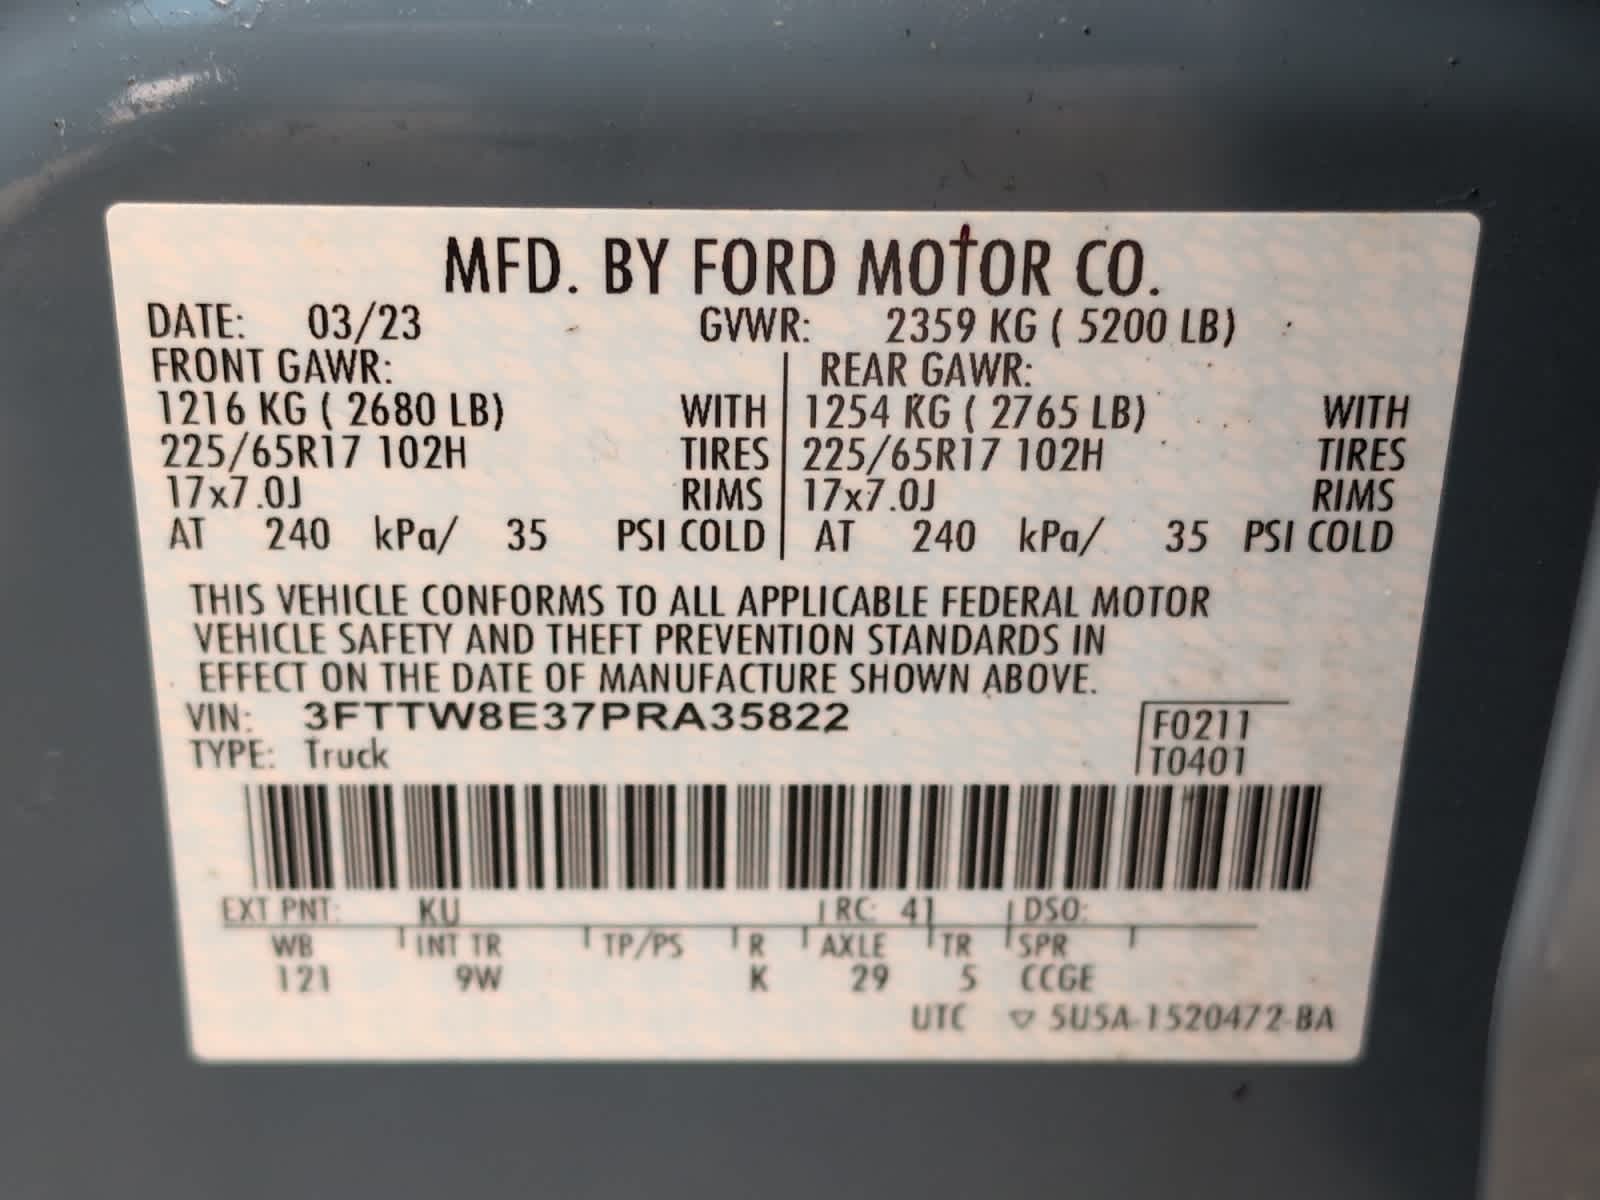 MFD. BY FORD MOTOR CO.
DATE: 03/23 GVWR: 2359 KG ( 5200 LB)
FRONT GAWR: REAR GAWR:
1216 KG ( 2680 LB) WITH 1254 KG ( 2765 LB) WITH
225/65R17 102H TIRES 225/65R17 102H TIRES
17x7.0J RIMS 17x7.0J RIMS
AT 240 kPa/ 35 PSI COLD AT 240 kPa/ 35 PSI COLD
THIS VEHICLE CONFORMS TO ALL APPLICABLE FEDERAL MOTOR
VEHICLE SAFETY AND THEFT PREVENTION STANDARDS IN
EFFECT ON THE DATE OF MANUFACTURE SHOWN ABOVE.
VIN: 3FTTW8E37PRA35822 F0211
TYPE: Truck T0401
EXT PNT: KU RC: 41 DSO:
WB INT TR TP/PS R AXLE TR SPR
121 9W K 29 5 CCGE
UTC ▽ 5U5A-1520472-BA